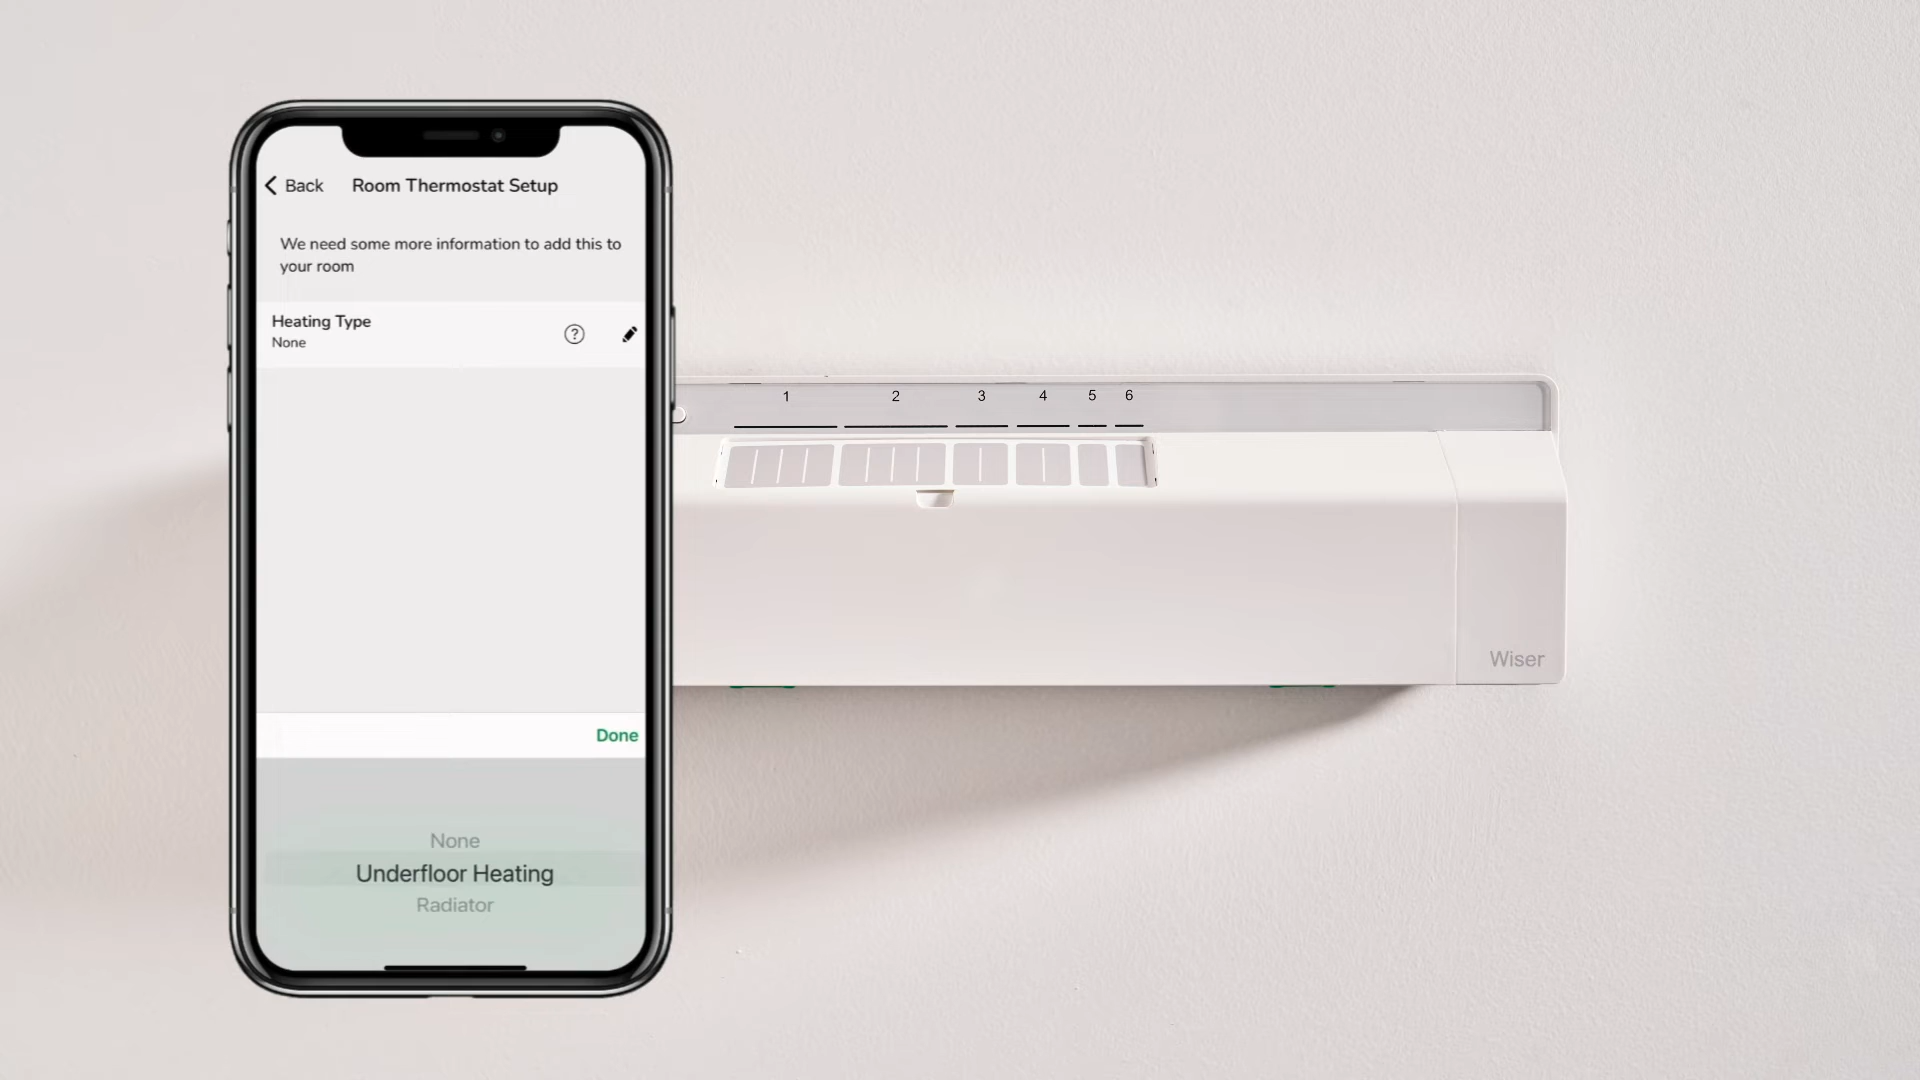 Back
Room Thermostat Setup
We need some more information to add this to
your room
Heating Type
?
None
Done
None
Underfloor Heating
Radiator
1 2 3 4 5 6
Wiser